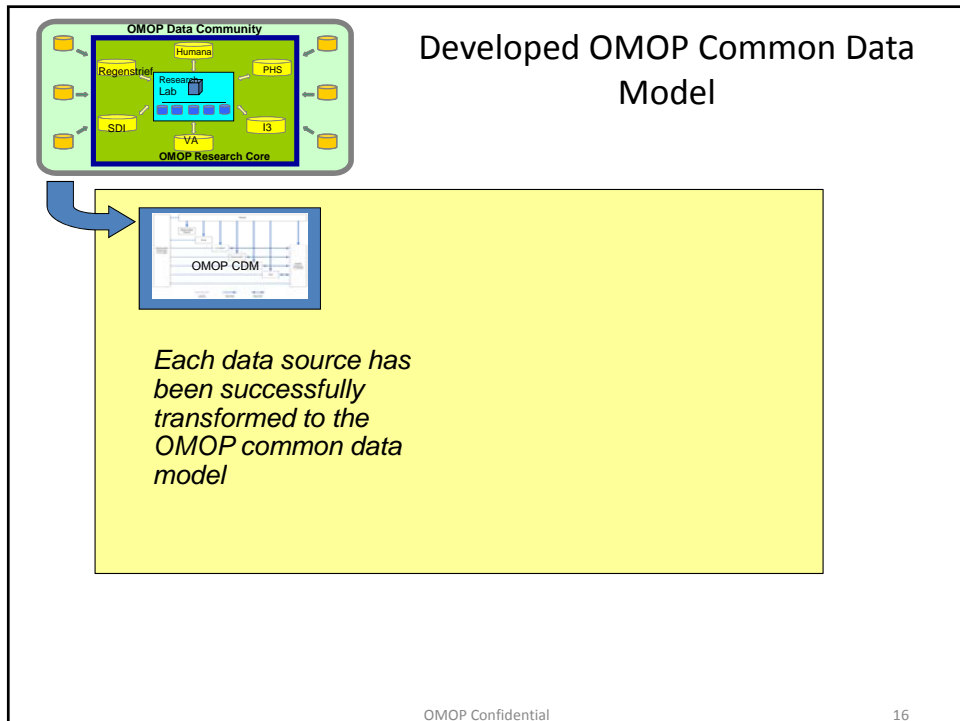 OMOP Data Community
Humana
Regenstrief
PHS
Research
Lab
SDI
I3
VA
OMOP Research Core
Developed OMOP Common Data
Model
OMOP CDM
Each data source has
been successfully
transformed to the
OMOP common data
model
OMOP Confidential
16